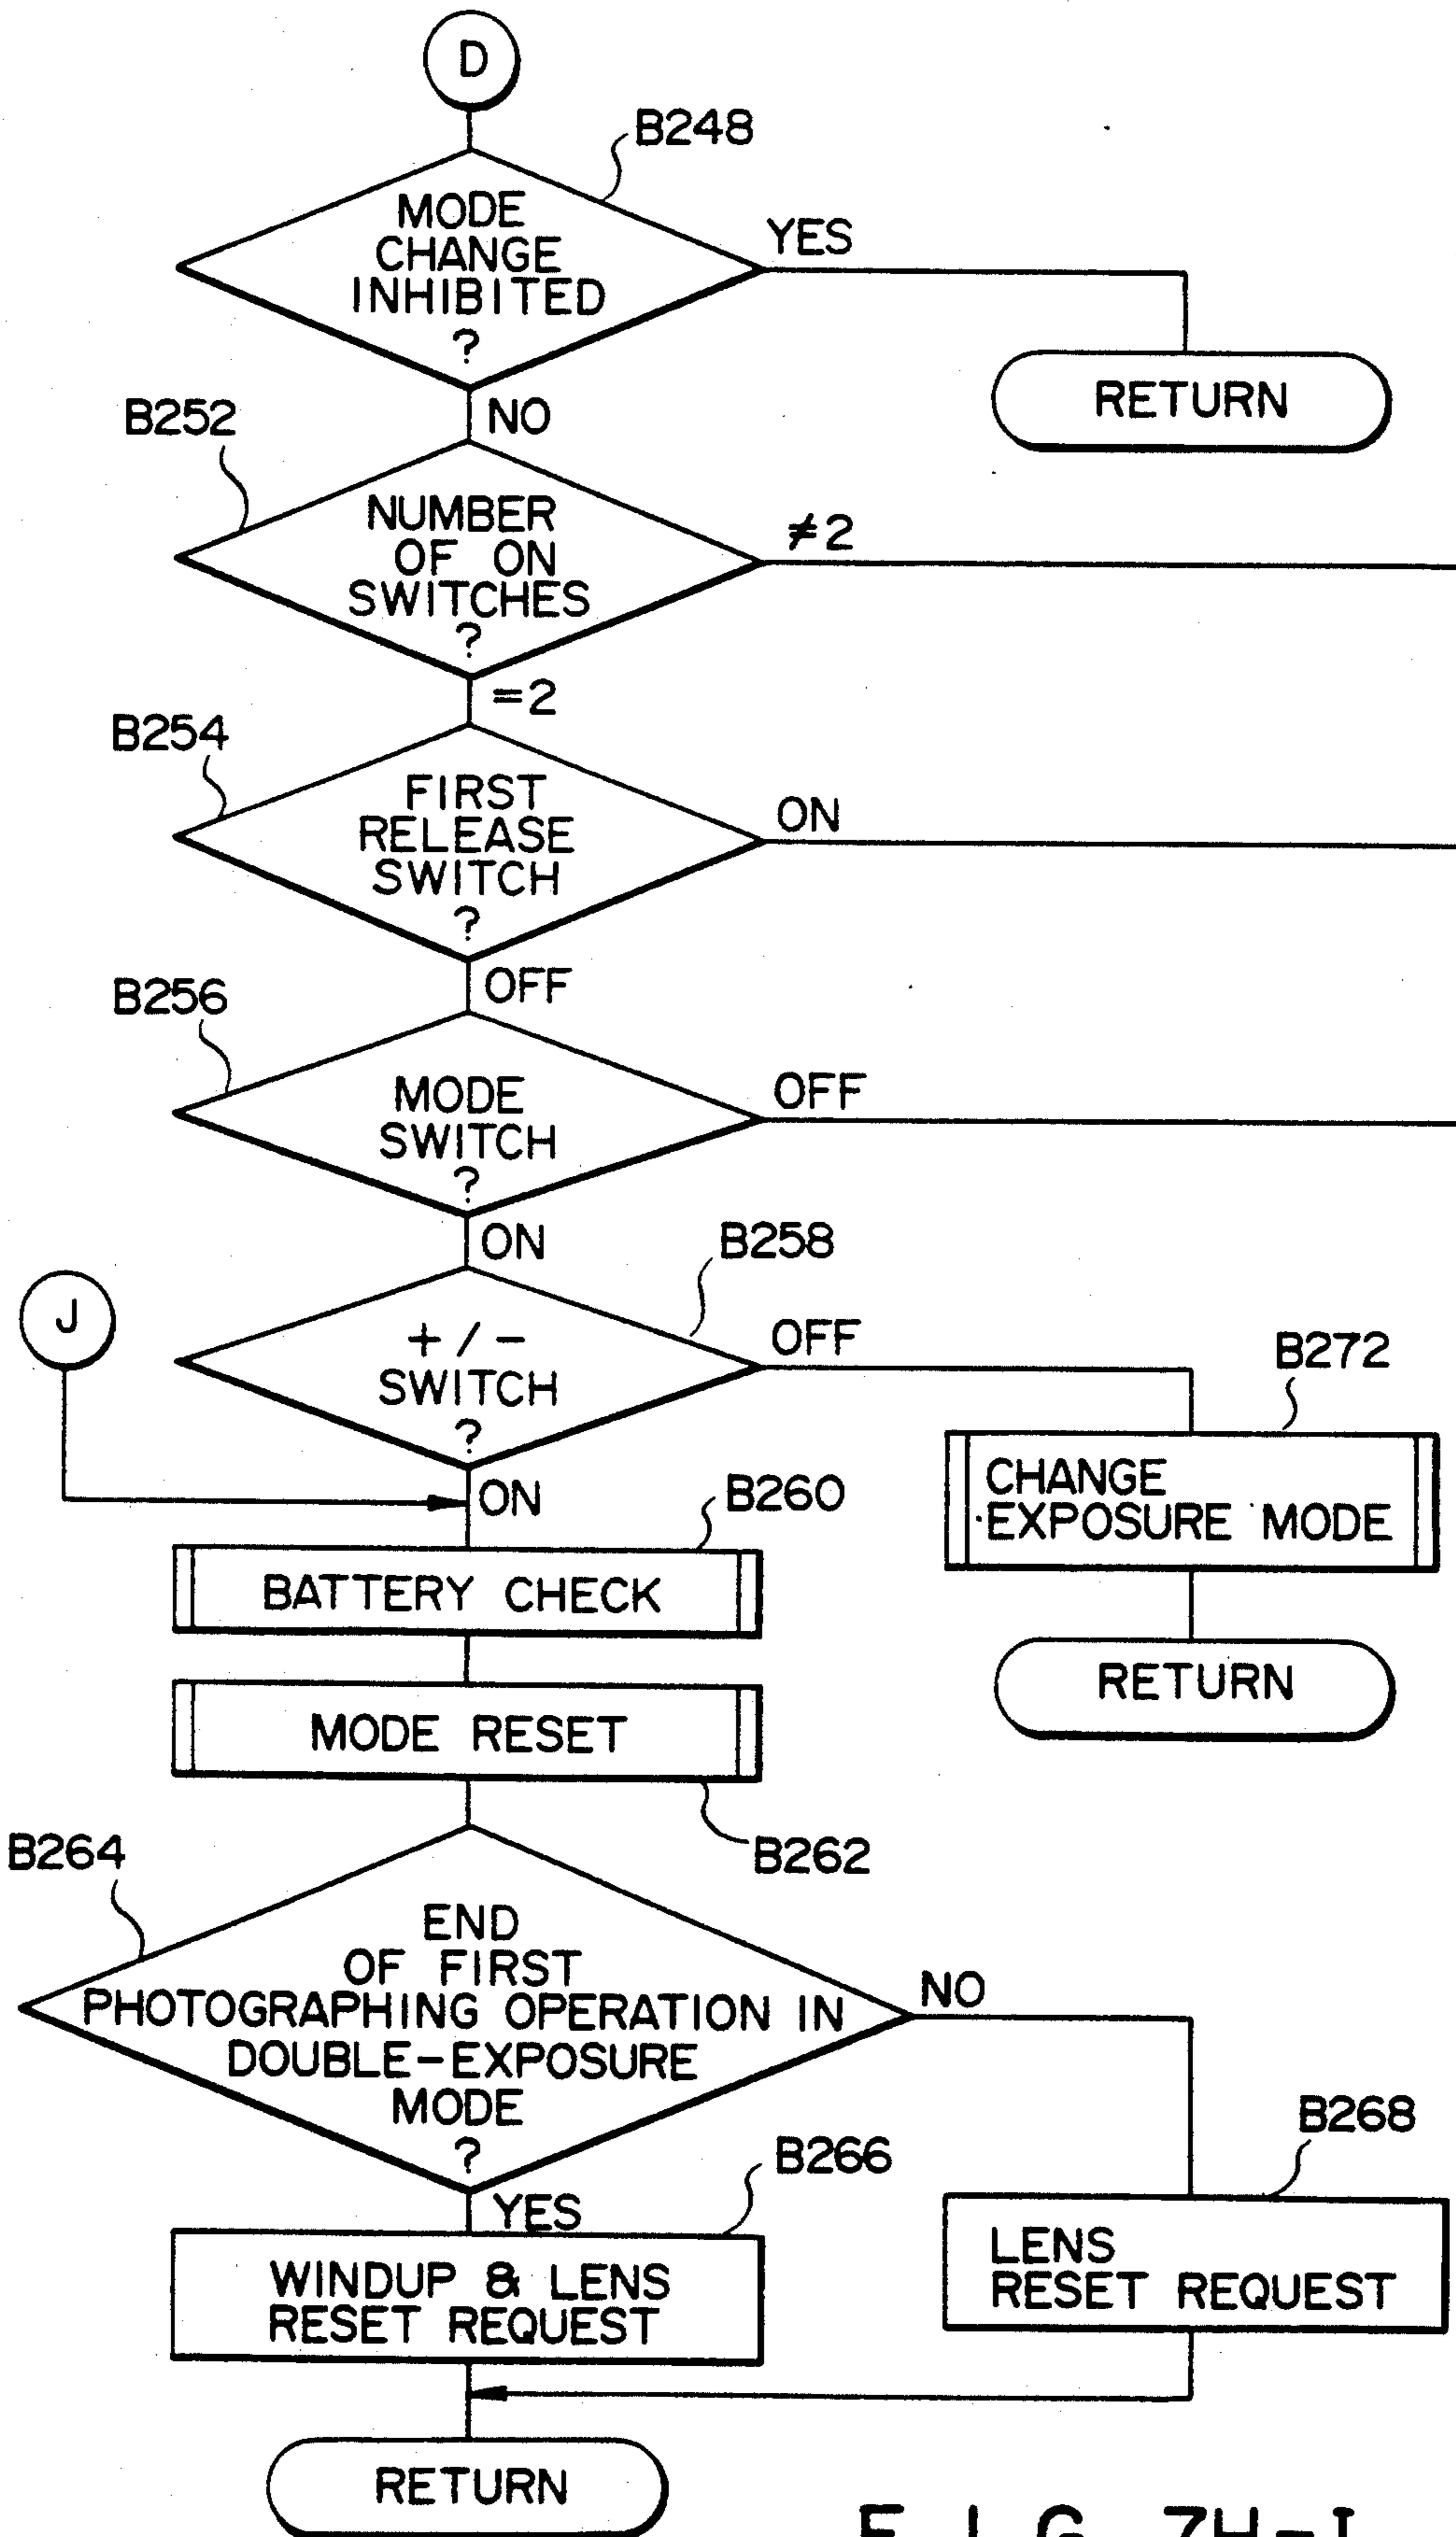 D
B248
MODE
CHANGE
INHIBITED
?
YES
RETURN
NO
B252
NUMBER
OF ON
SWITCHES
?
≠2
=2
B254
FIRST
RELEASE
SWITCH
?
ON
OFF
B256
MODE
SWITCH
?
OFF
ON
B258
J
+/-
SWITCH
?
OFF
B272
CHANGE
EXPOSURE MODE
RETURN
ON
B260
BATTERY CHECK
MODE RESET
B262
B264
END
OF FIRST
PHOTOGRAPHING OPERATION IN
DOUBLE-EXPOSURE
MODE
?
NO
B268
LENS
RESET REQUEST
YES
B266
WINDUP & LENS
RESET REQUEST
RETURN
FIG. 7H-I